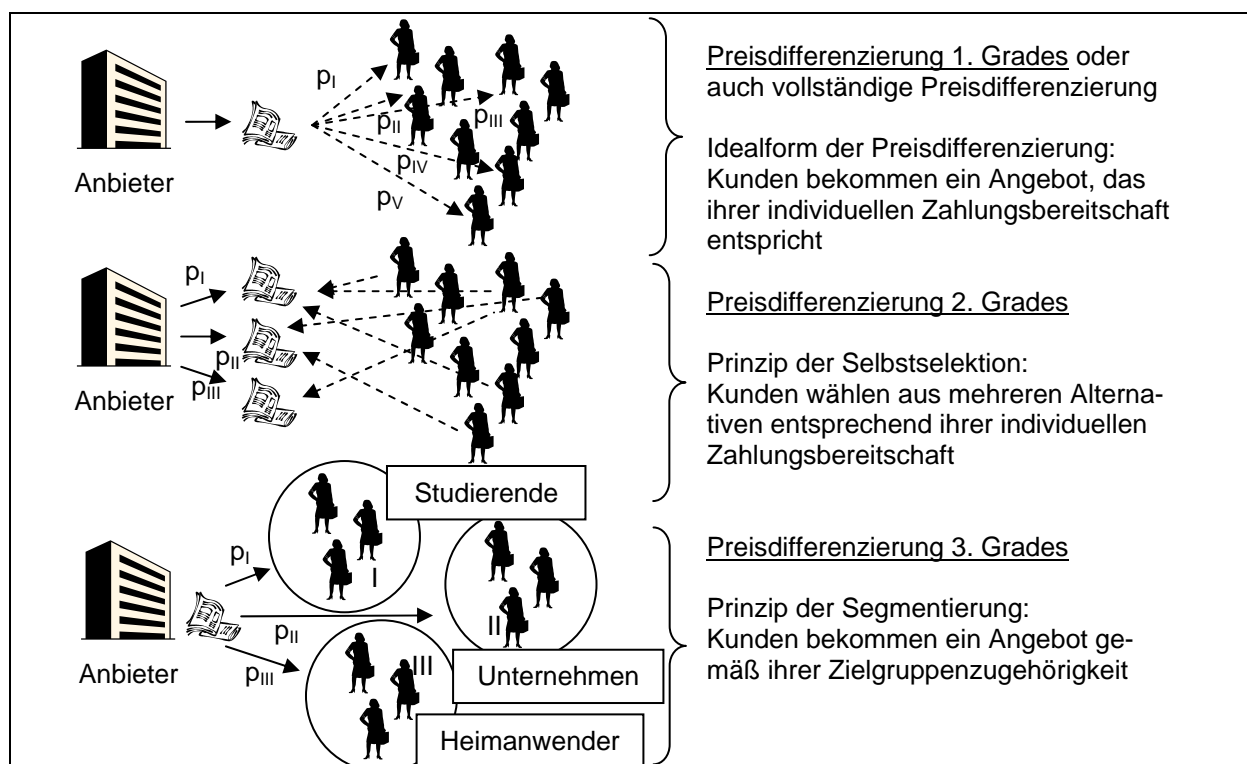 Preisdifferenzierung 1. Grades oder
auch vollständige Preisdifferenzierung
Idealform der Preisdifferenzierung:
Kunden bekommen ein Angebot, das
ihrer individuellen Zahlungsbereitschaft
entspricht
pI
pII
pIII
pIV
pV
Anbieter
Preisdifferenzierung 2. Grades
Prinzip der Selbstselektion:
Kunden wählen aus mehreren Alterna-
tiven entsprechend ihrer individuellen
Zahlungsbereitschaft
pI
pII
pIII
Anbieter
Studierende
Preisdifferenzierung 3. Grades
Prinzip der Segmentierung:
Kunden bekommen ein Angebot ge-
mäß ihrer Zielgruppenzugehörigkeit
pI
I
pII
II
pIII
III
Anbieter
Unternehmen
Heimanwender